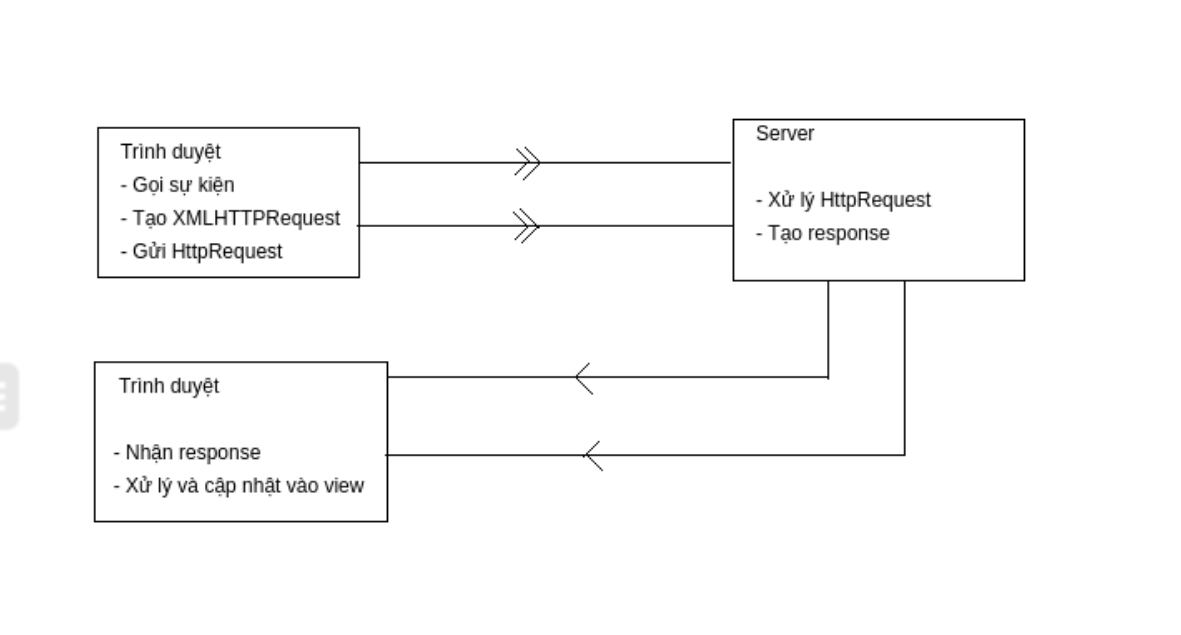 Trình duyệt
- Gọi sự kiện
- Tạo XMLHTTPRequest
- Gửi HttpRequest
Server
- Xử lý HttpRequest
- Tạo response
Trình duyệt
- Nhận response
- Xử lý và cập nhật vào view